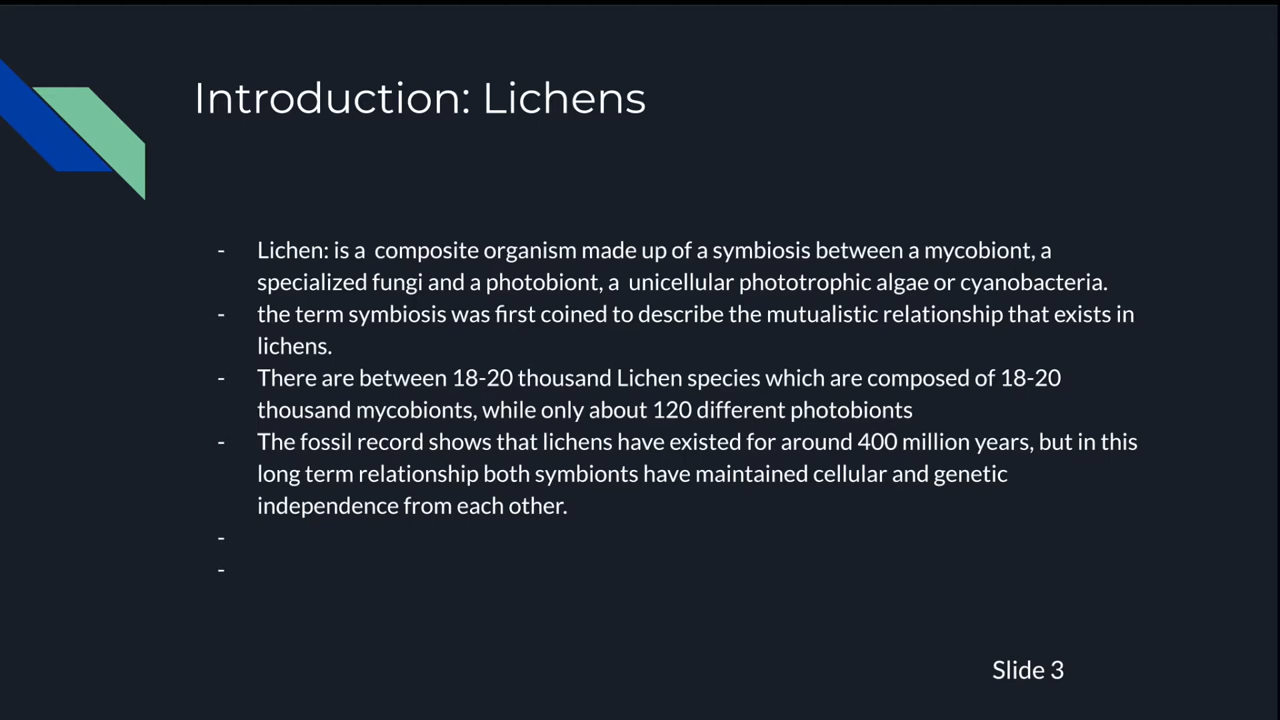 Introduction: Lichens
- Lichen: is a  composite organism made up of a symbiosis between a mycobiont, a
specialized fungi and a photobiont, a  unicellular phototrophic algae or cyanobacteria.
- the term symbiosis was first coined to describe the mutualistic relationship that exists in
lichens.
- There are between 18-20 thousand Lichen species which are composed of 18-20
thousand mycobionts, while only about 120 different photobionts
- The fossil record shows that lichens have existed for around 400 million years, but in this
long term relationship both symbionts have maintained cellular and genetic
independence from each other.
-
-
Slide 3